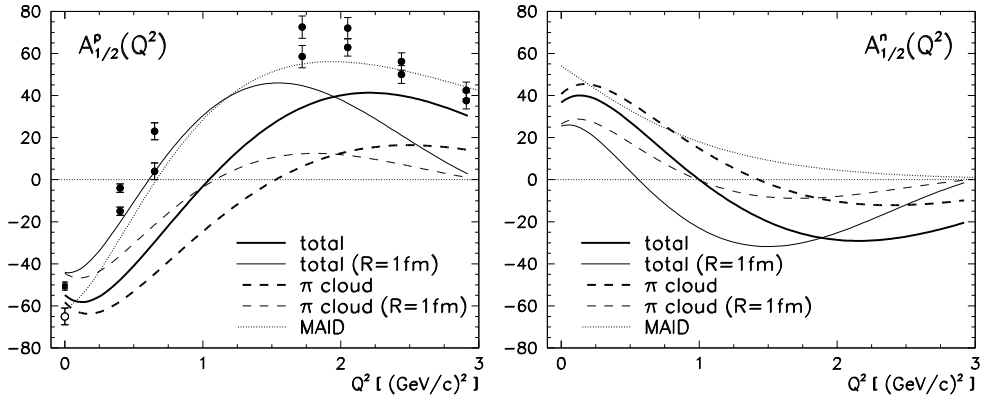 A^p_{1/2}(Q^2)
80
60
40
20
0
−20
−40
−60
−80
total
total (R=1fm)
π cloud
π cloud (R=1fm)
MAID
0 1 2 3
Q^2 [ (GeV/c)^2 ]
A^n_{1/2}(Q^2)
80
60
40
20
0
−20
−40
−60
−80
total
total (R=1fm)
π cloud
π cloud (R=1fm)
MAID
0 1 2 3
Q^2 [ (GeV/c)^2 ]